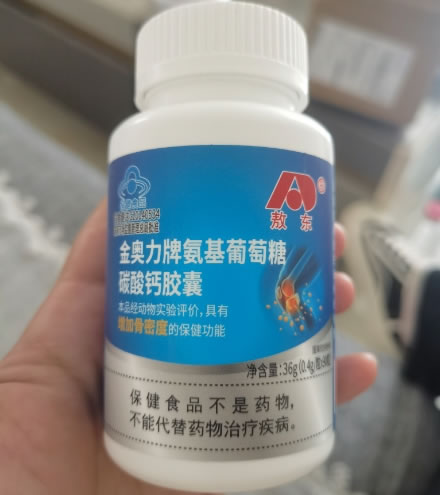 敖东
金奥力牌氨基葡萄糖
碳酸钙胶囊
本品经动物实验评价，具有
增加骨密度的保健功能
净含量：36g(0.4g/粒
保健食品不是药物，
不能代替药物治疗疾病。